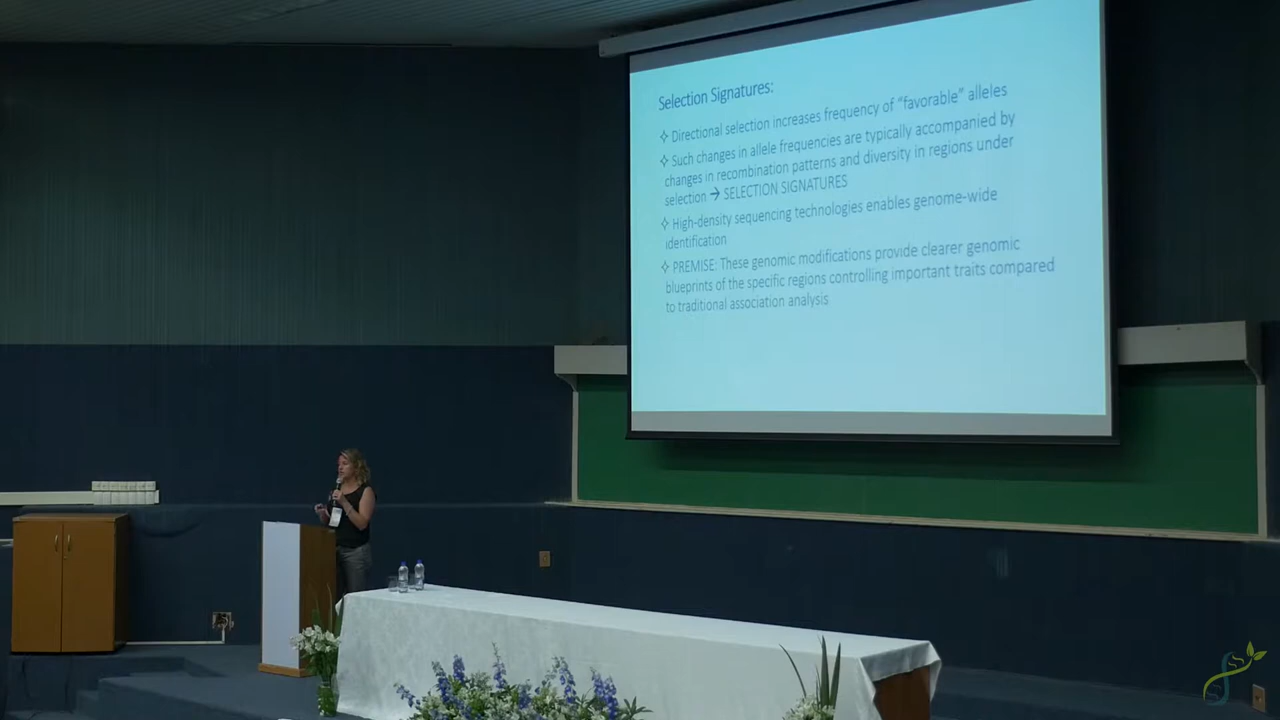 Selection Signatures:
✧ Directional selection increases frequency of "favorable" alleles
✧ Such changes in allele frequencies are typically accompanied by
changes in recombination patterns and diversity in regions under
selection → SELECTION SIGNATURES
✧ High-density sequencing technologies enables genome-wide
identification
✧ PREMISE: These genomic modifications provide clearer genomic
blueprints of the specific regions controlling important traits compared
to traditional association analysis